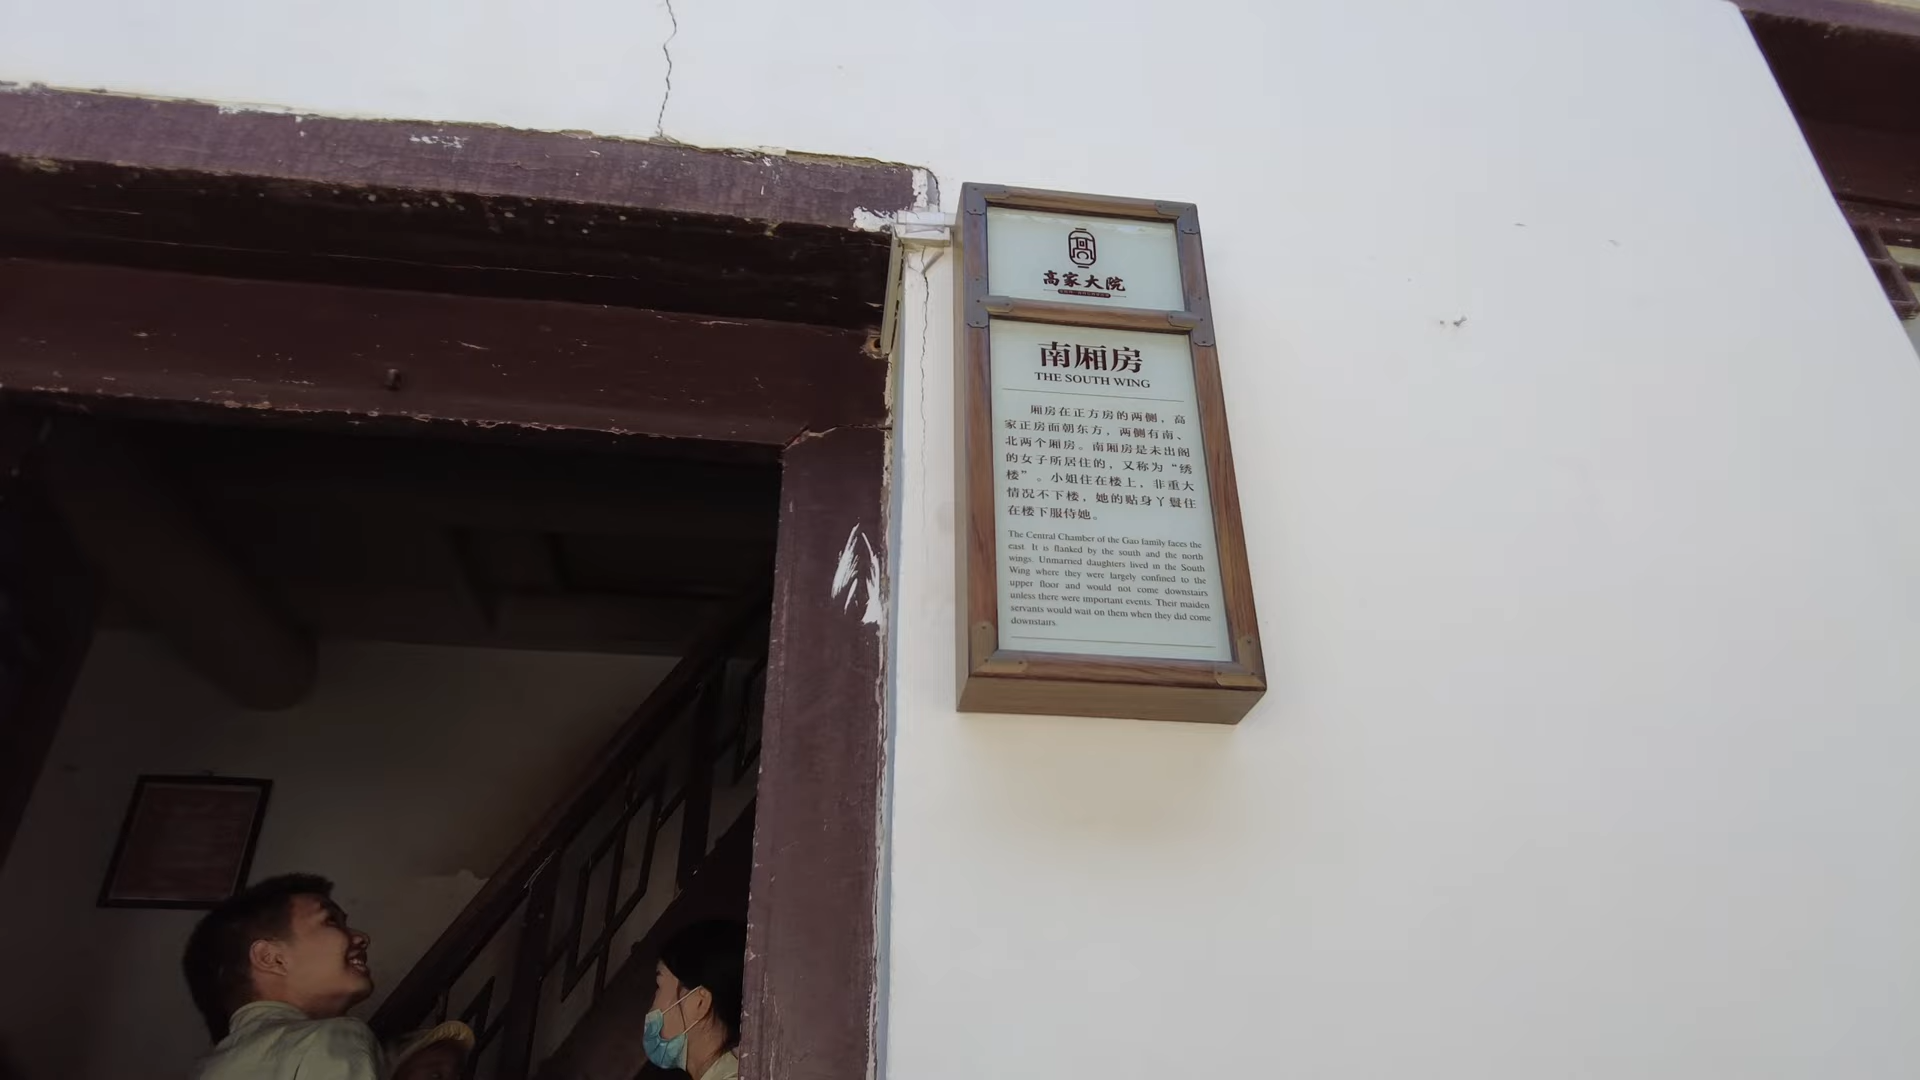 高家大院
南厢房
THE SOUTH WING
厢房在正方房的两侧，高
家正房面朝东方，两侧有南、
北两个厢房。南厢房是未出阁
的女子所居住的，又称为“绣
楼”。小姐住在楼上，非重大
情况不下楼，她的贴身丫鬟住
在楼下服侍她。
The Central Chamber of the Gao family faces the
east. It is flanked by the south and the north
wings. Unmarried daughters lived in the South
Wing where they were largely confined to the
upper floor and would not come downstairs
unless there were important events. Their maiden
servants would wait on them when they did come
downstairs.